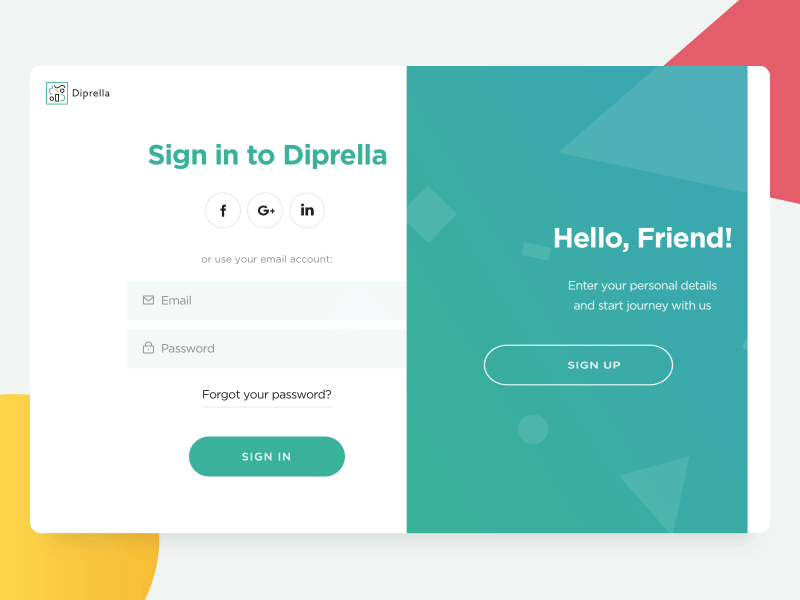 Diprella
Sign in to Diprella
f
G+
in
or use your email account:
Email
Password
Forgot your password?
SIGN IN
Hello, Friend!
Enter your personal details
and start journey with us
SIGN UP